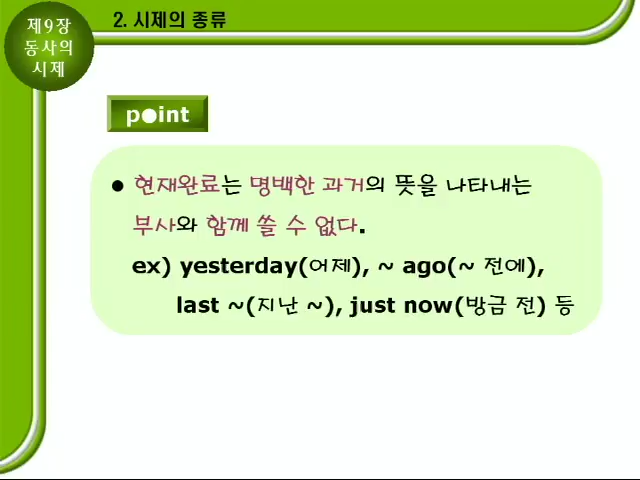 제9장
동사의
시제
2. 시제의 종류
point
● 현재완료는 명백한 과거의 뜻을 나타내는
부사와 함께 쓸 수 없다.
ex) yesterday(어제), ~ ago(~ 전에),
last ~(지난 ~), just now(방금 전) 등